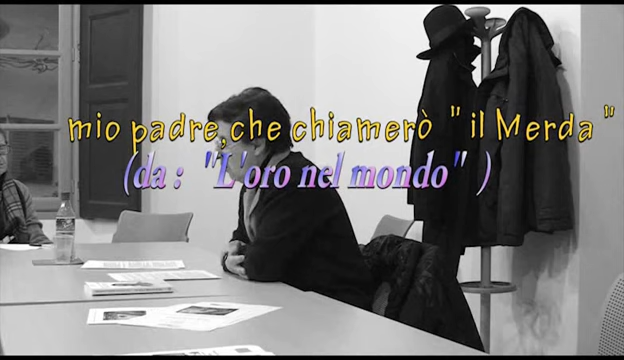 mio padre,che chiamerò "il Merda"
(da: "L'oro nel mondo" )